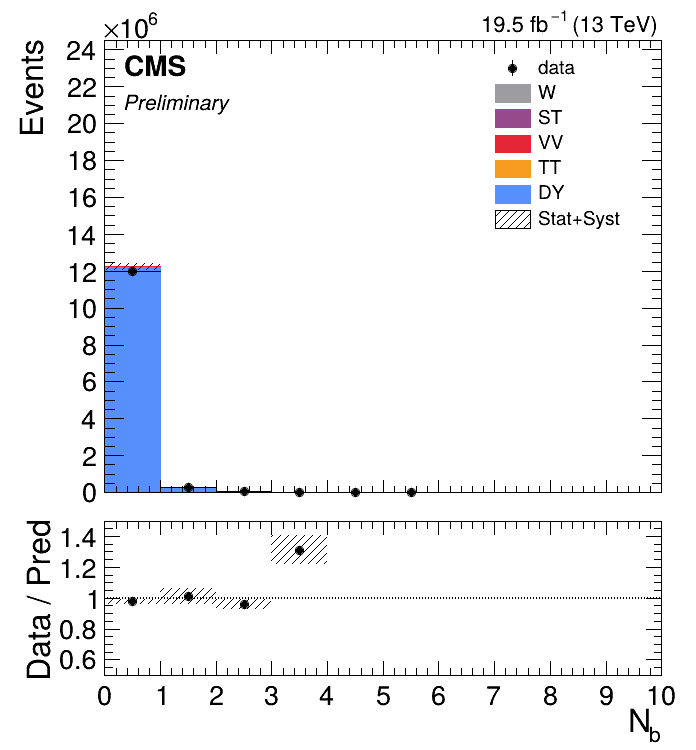 ×10⁶
19.5 fb⁻¹ (13 TeV)
Events
24
22
20
18
16
14
12
10
8
6
4
2
0
CMS
Preliminary
data
W
ST
VV
TT
DY
Stat+Syst
Data / Pred
1.4
1.2
1
0.8
0.6
0 1 2 3 4 5 6 7 8 9 10
N_b